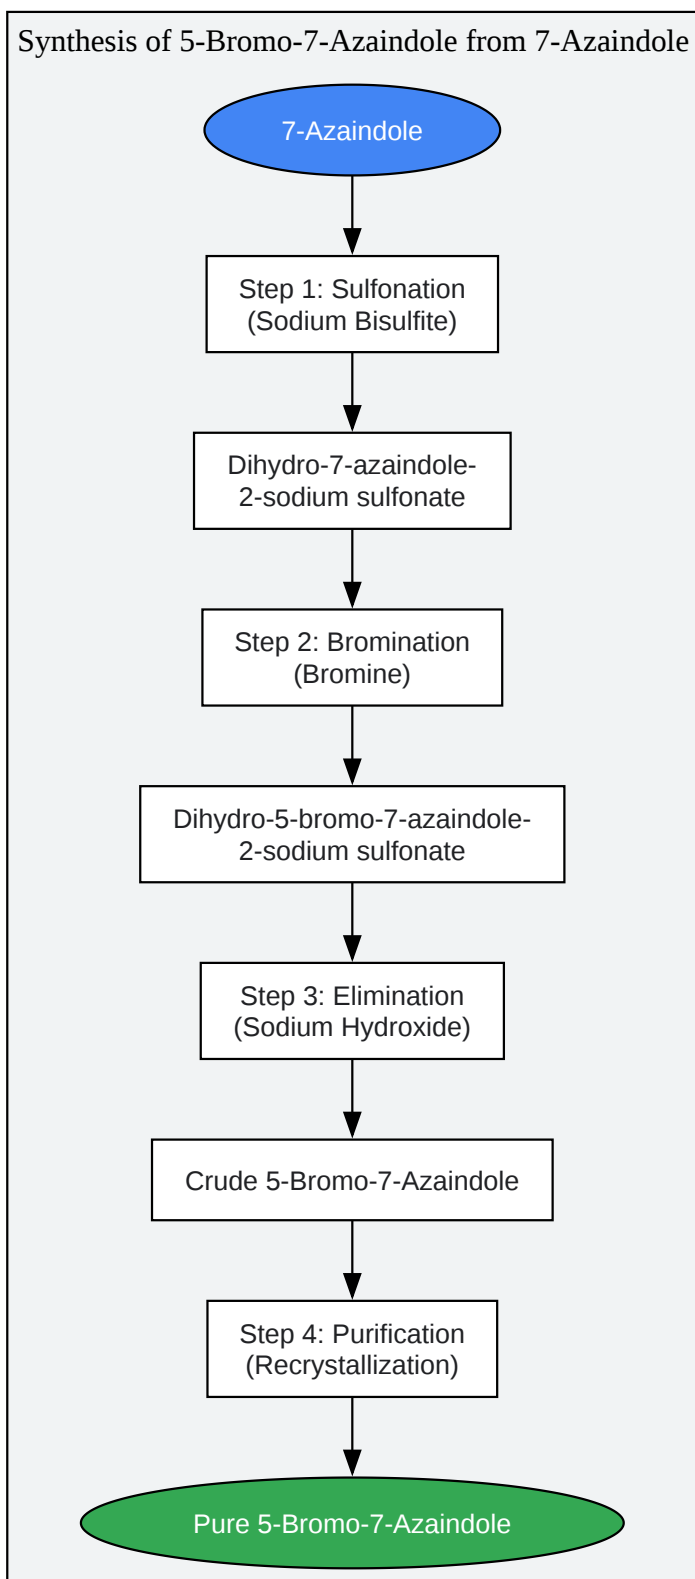 Synthesis of 5-Bromo-7-Azaindole from 7-Azaindole
7-Azaindole
Step 1: Sulfonation
(Sodium Bisulfite)
Dihydro-7-azaindole-
2-sodium sulfonate
Step 2: Bromination
(Bromine)
Dihydro-5-bromo-7-azaindole-
2-sodium sulfonate
Step 3: Elimination
(Sodium Hydroxide)
Crude 5-Bromo-7-Azaindole
Step 4: Purification
(Recrystallization)
Pure 5-Bromo-7-Azaindole